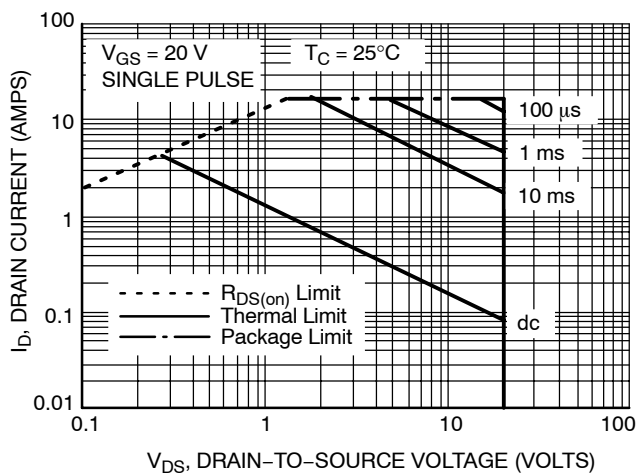 100
V_GS = 20 V
SINGLE PULSE
T_C = 25°C
10
1
0.1
0.01
I_D, DRAIN CURRENT (AMPS)
100 μs
1 ms
10 ms
dc
R_DS(on) Limit
Thermal Limit
Package Limit
0.1
1
10
100
V_DS, DRAIN−TO−SOURCE VOLTAGE (VOLTS)